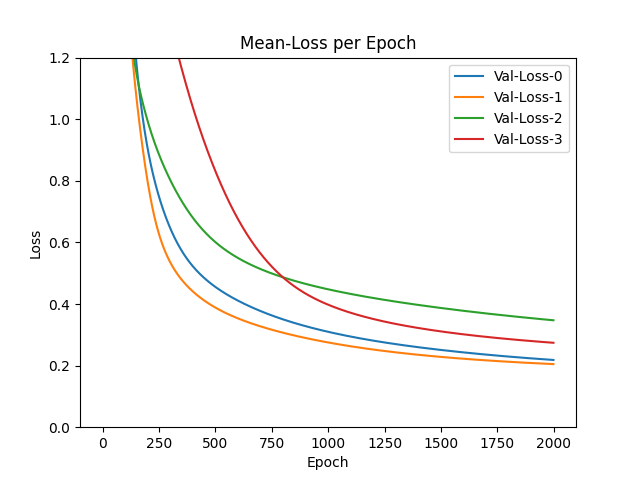 Mean-Loss per Epoch
1.2
1.0
0.8
0.6
0.4
0.2
0.0
Loss
Val-Loss-0
Val-Loss-1
Val-Loss-2
Val-Loss-3
0 250 500 750 1000 1250 1500 1750 2000
Epoch